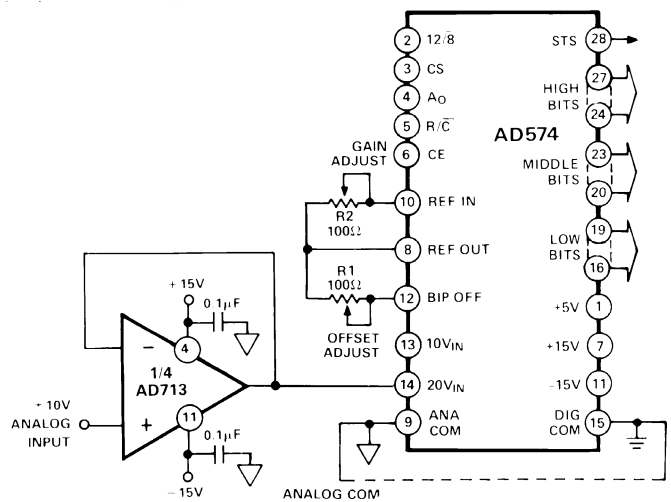 2 12/8̅
3 CS
4 A₀
5 R/C̅
6 CE
10 REF IN
8 REF OUT
12 BIP OFF
13 10V_IN
14 20V_IN
9 ANA COM
AD574
STS 28
27
HIGH BITS
24
23
MIDDLE BITS
20
19
LOW BITS
16
+5V 1
+15V 7
-15V 11
DIG COM 15
GAIN ADJUST
R2
100Ω
R1
100Ω
OFFSET ADJUST
+15V
0.1μF
4
−
1/4
AD713
+
11
0.1μF
−15V
+10V
ANALOG
INPUT
ANALOG COM